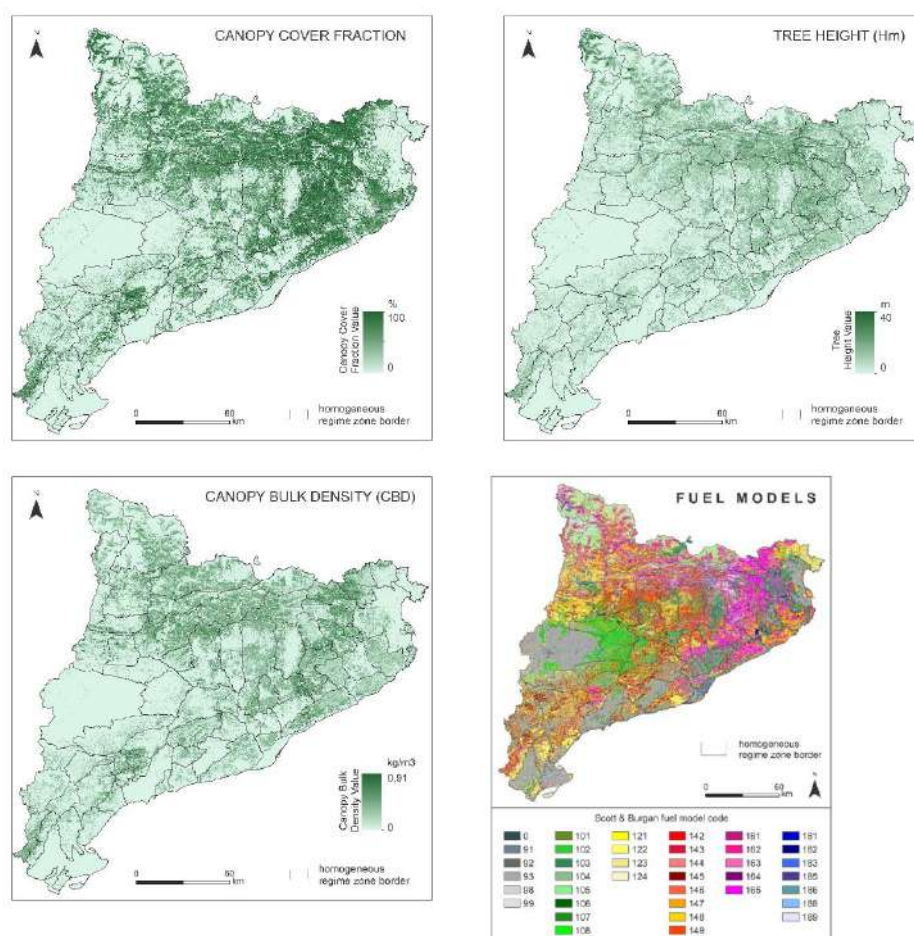 N
CANOPY COVER FRACTION
%
100
0
Canopy Cover
Fraction Value
0 60
km
homogeneous
regime zone border
N
TREE HEIGHT (Hm)
m
40
0
Tree
Height Value
0 60
km
homogeneous
regime zone border
N
CANOPY BULK DENSITY (CBD)
kg/m3
0,91
0
Canopy Bulk
Density Value
0 50
km
homogeneous
regime zone border
FUEL MODELS
homogeneous
regime zone border
0 60
km
N
Scott & Burgan fuel model code
0 101 121 142 161 181
91 102 122 143 162 182
92 103 123 144 163 183
93 104 124 145 164 185
98 105 146 165 186
99 106 147 188
107 148 189
108 149